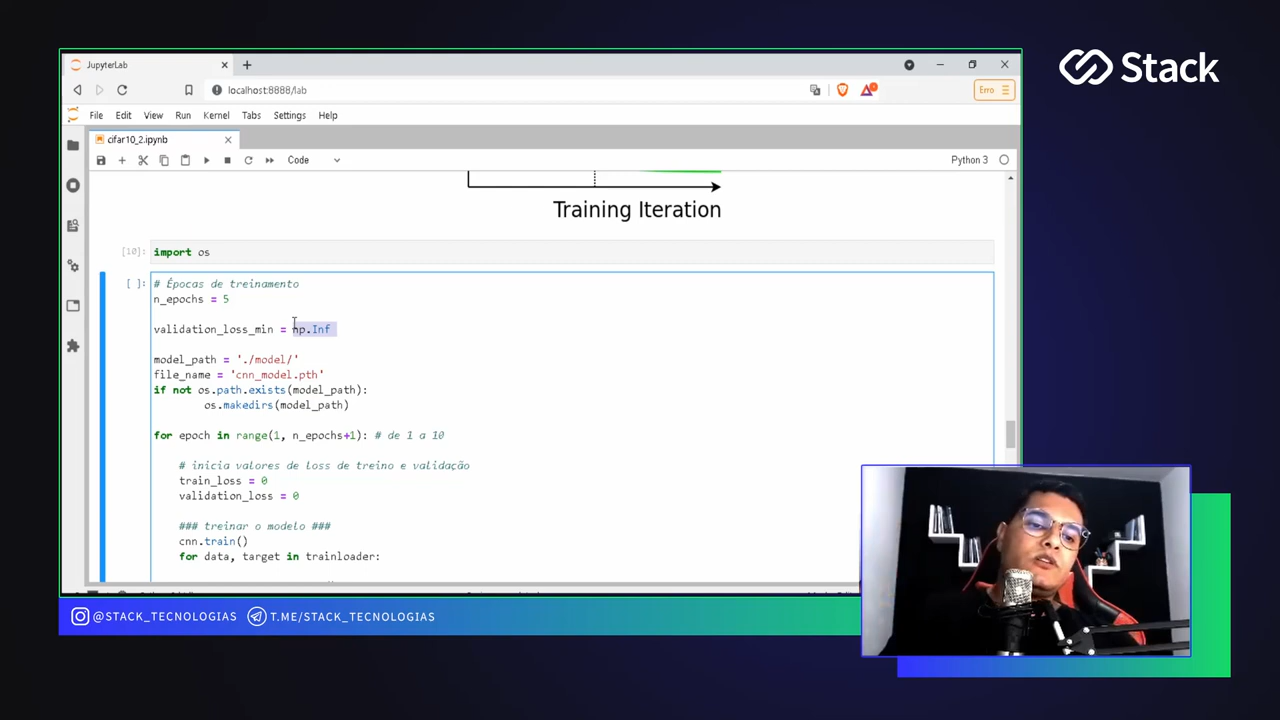 Stack
JupyterLab
localhost:8888/lab
Erro
File Edit View Run Kernel Tabs Settings Help
cifar10_2.ipynb
Code
Python 3
Training Iteration
[10]: import os
[ ]: # Épocas de treinamento
n_epochs = 5
validation_loss_min = np.Inf
model_path = './model/'
file_name = 'cnn_model.pth'
if not os.path.exists(model_path):
os.makedirs(model_path)
for epoch in range(1, n_epochs+1): # de 1 a 10
# inicia valores de loss de treino e validação
train_loss = 0
validation_loss = 0
### treinar o modelo ###
cnn.train()
for data, target in trainloader:
@STACK_TECNOLOGIAS T.ME/STACK_TECNOLOGIAS